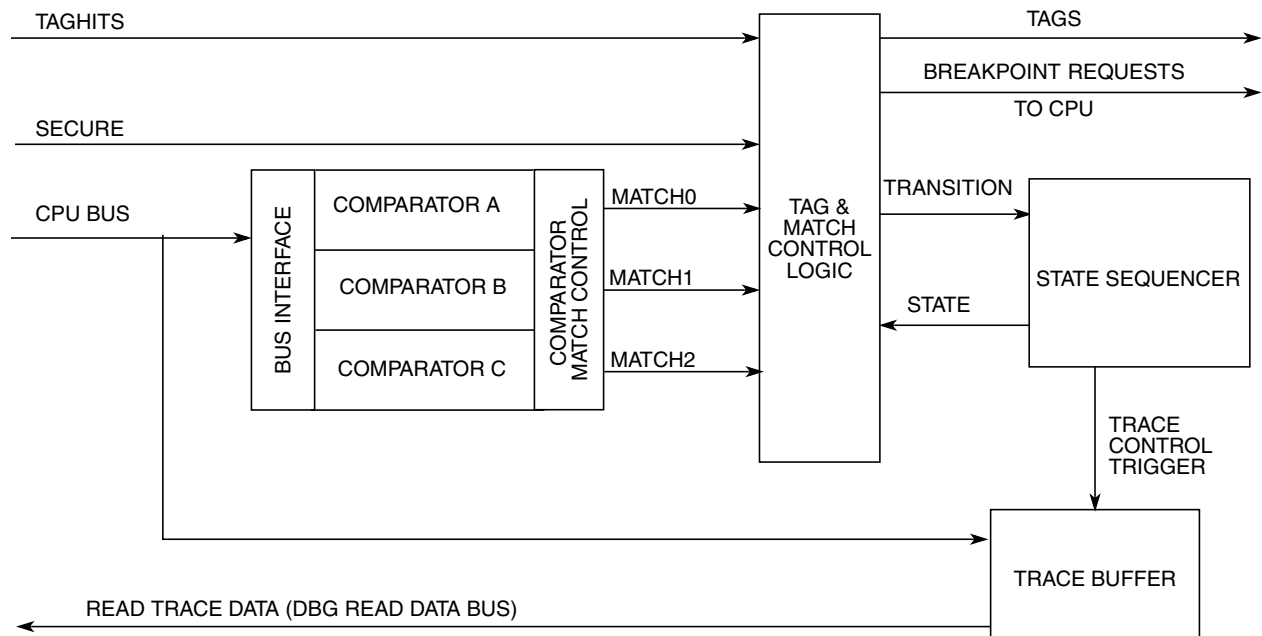 TAGHITS
TAGS
BREAKPOINT REQUESTS
TO CPU
SECURE
CPU BUS
BUS INTERFACE
COMPARATOR A
COMPARATOR B
COMPARATOR C
COMPARATOR
MATCH CONTROL
MATCH0
MATCH1
MATCH2
TAG &
MATCH
CONTROL
LOGIC
TRANSITION
STATE
STATE SEQUENCER
TRACE
CONTROL
TRIGGER
TRACE BUFFER
READ TRACE DATA (DBG READ DATA BUS)